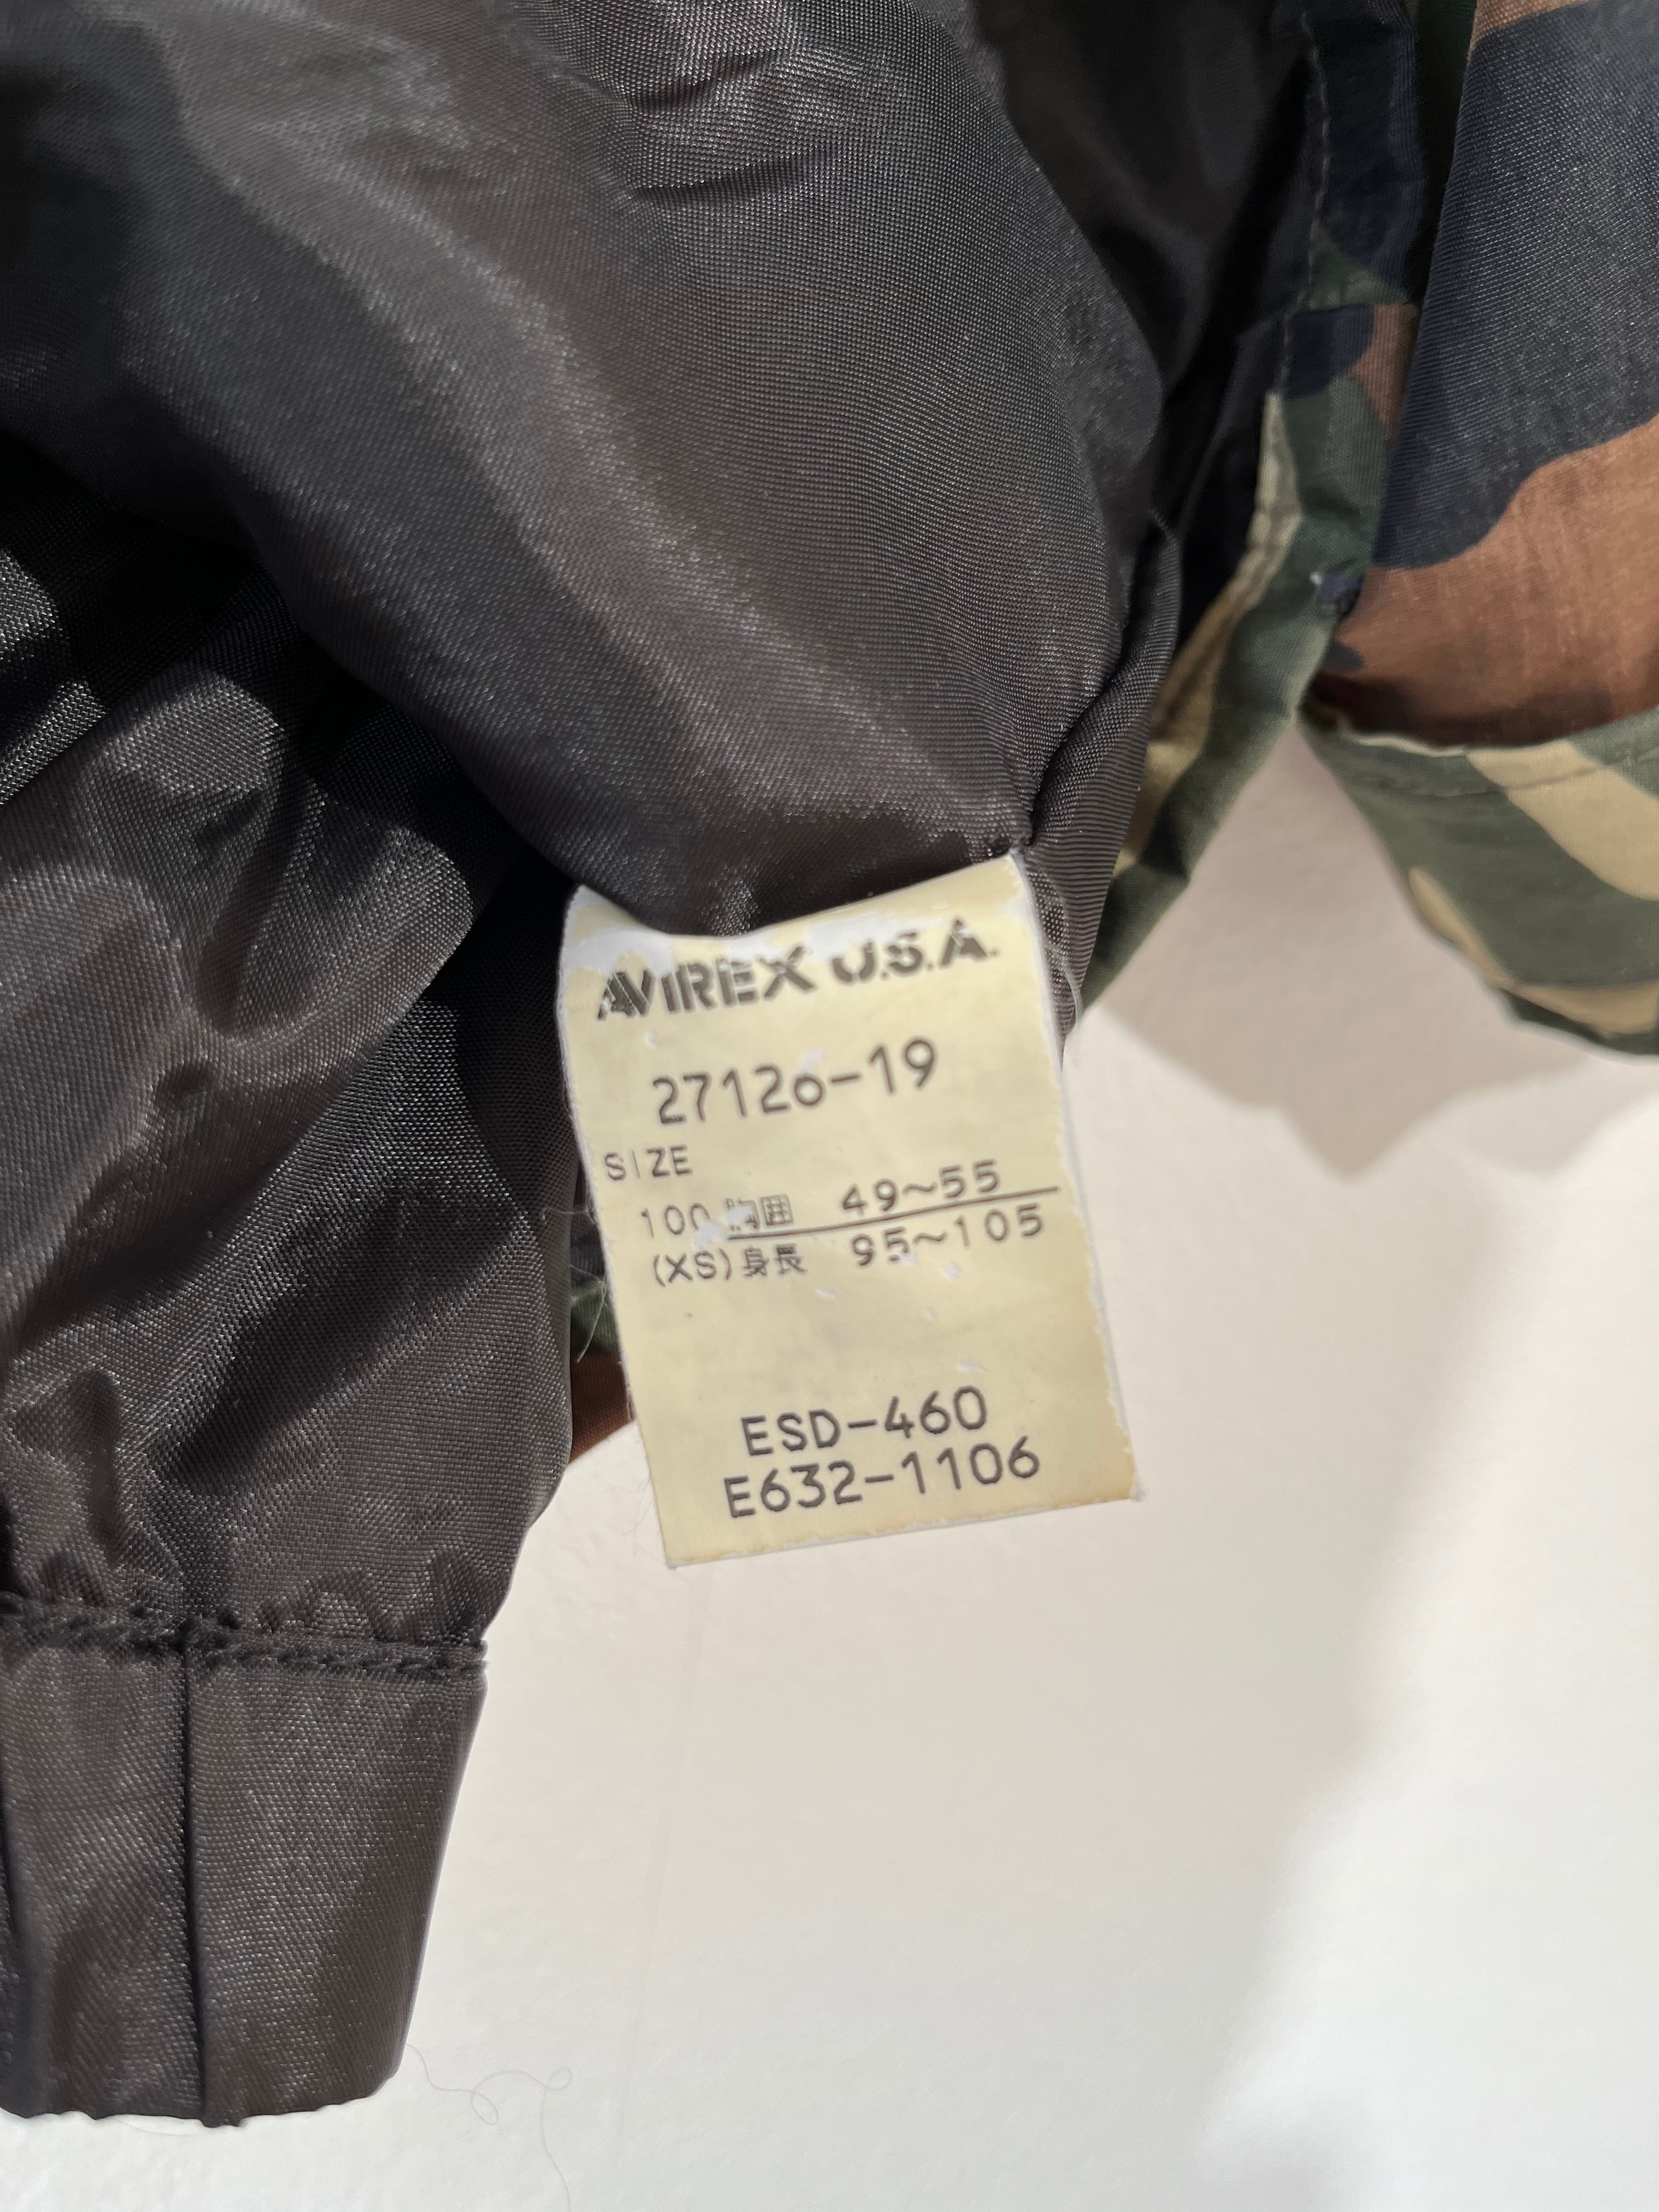 AVIREX U.S.A.
27126-19
SIZE
100 胸囲 49~55
(XS) 身長 95~105
ESD-460
E632-1106